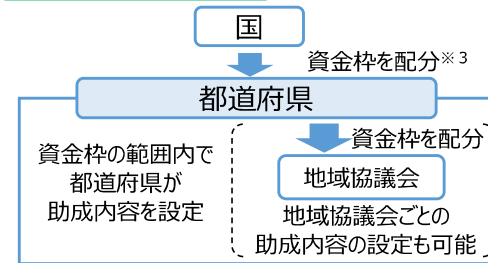 国
資金枠を配分※3
都道府県
資金枠の範囲内で
都道府県が
助成内容を設定
資金枠を配分
地域協議会
地域協議会ごとの
助成内容の設定も可能